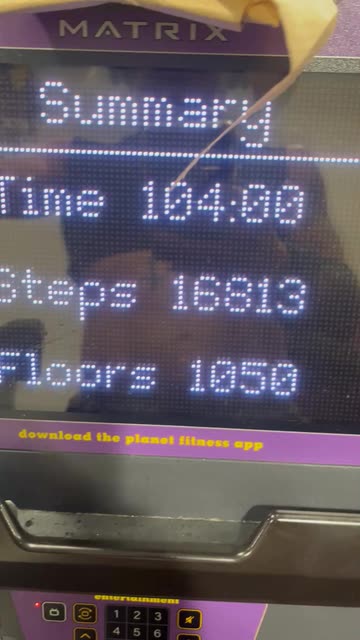 MATRIX
Summary
Time 104:00
Steps 16813
Floors 1050
download the planet fitness app
entertainment
1 2 3
4 5 6